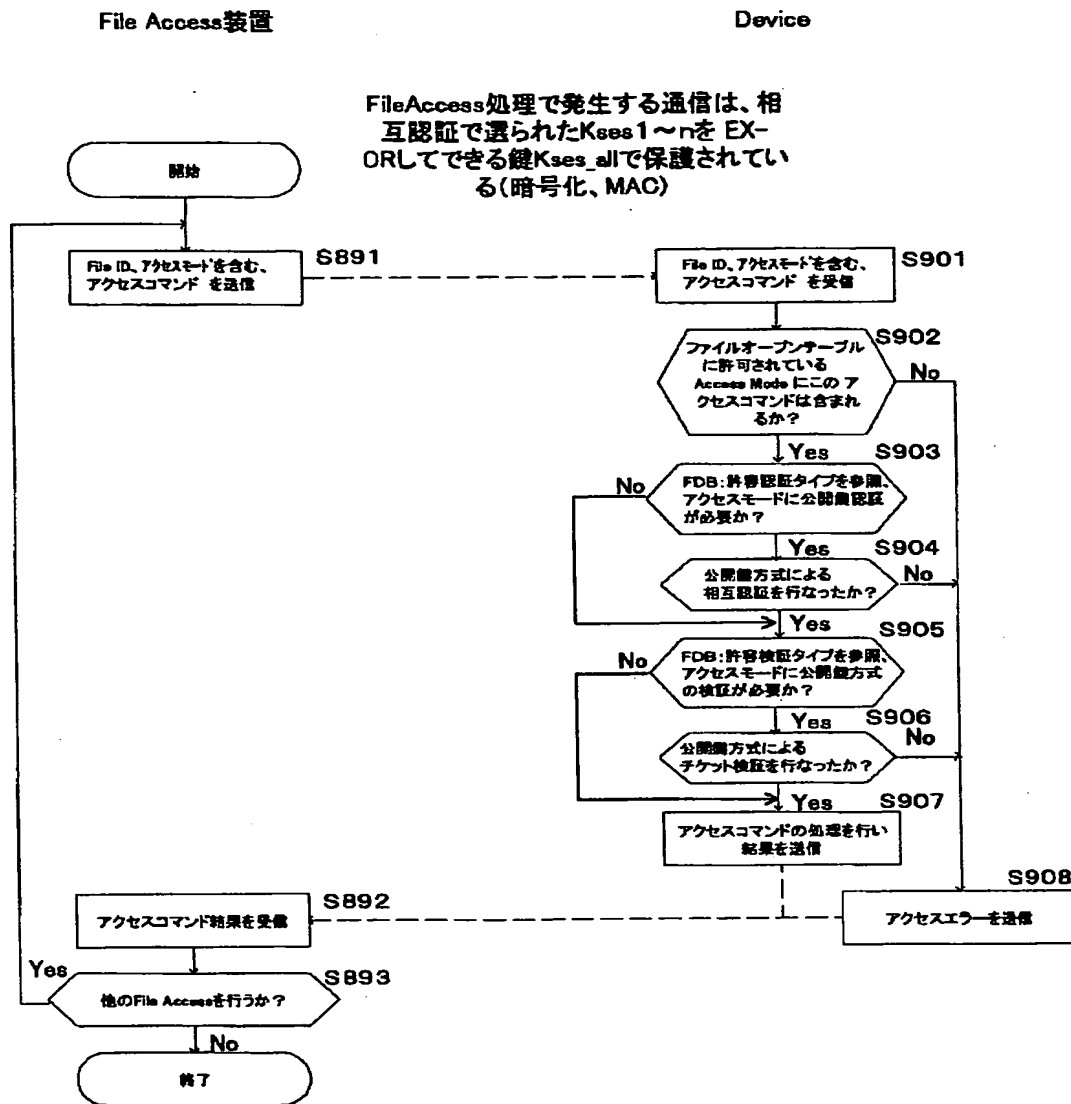 File Access装置
Device
FileAccess処理で発生する通信は、相
互認証で選られたKses1～nを EX-
ORしてできる鍵Kses_allで保護されてい
る(暗号化、MAC)
開始
File ID、アクセスモードを含む、
アクセスコマンド を送信
S891
File ID、アクセスモードを含む、
アクセスコマンド を受信
S901
ファイルオープンテーブル
に許可されている
Access Mode にこの ア
クセスコマンドは含まれ
るか？
S902
No
Yes
S903
FDB:許容認証タイプを参照、
アクセスモードに公開鍵認証
が必要か？
No
Yes
S904
公開鍵方式による
相互認証を行なったか？
No
Yes
S905
FDB:許容検証タイプを参照、
アクセスモードに公開鍵方式
の検証が必要か？
No
Yes
S906
公開鍵方式による
チケット検証を行なったか？
No
Yes
S907
アクセスコマンドの処理を行い
結果を送信
S908
アクセスエラーを送信
S892
アクセスコマンド結果を受信
S893
他のFile Accessを行うか？
Yes
No
終了